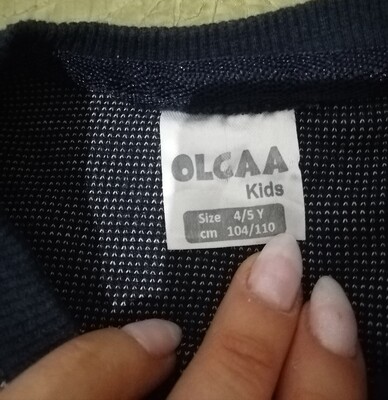 OLGAA
Kids
Size 4/5 Y
cm 104/110